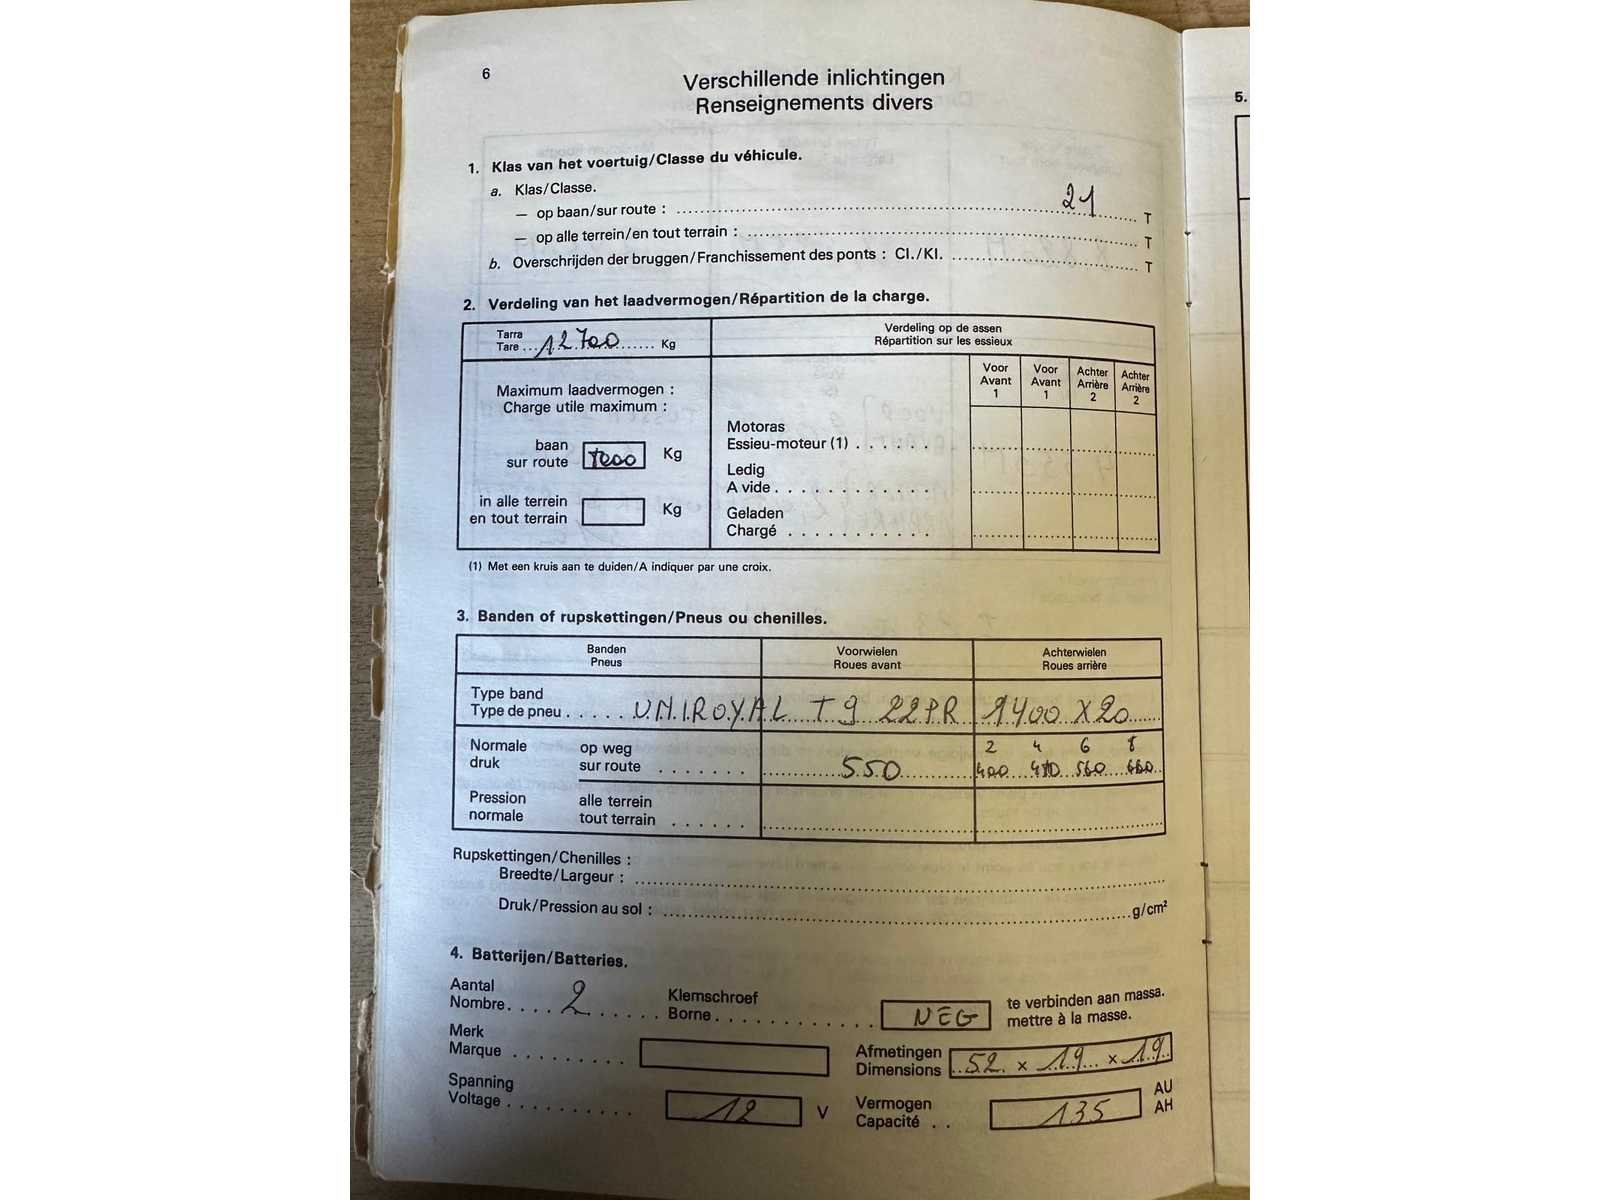 6
Verschillende inlichtingen
Renseignements divers
1. Klas van het voertuig/Classe du véhicule.
a. Klas/Classe.
— op baan/sur route : 21 T
— op alle terrein/en tout terrain : T
b. Overschrijden der bruggen/Franchissement des ponts : Cl./Kl. T
2. Verdeling van het laadvermogen/Répartition de la charge.
Tarra
Tare ... 12700 ... Kg
Verdeling op de assen
Répartition sur les essieux
Maximum laadvermogen :
Charge utile maximum :
Voor Voor Achter Achter
Avant Avant Arrière Arrière
1 1 2 2
Motoras
Essieu-moteur (1) . . . . . .
baan
sur route Kg
Ledig
A vide . . . . . . . . . . .
in alle terrein
en tout terrain Kg
Geladen
Chargé . . . . . . . . . . .
(1) Met een kruis aan te duiden/A indiquer par une croix.
3. Banden of rupskettingen/Pneus ou chenilles.
Banden Voorwielen Achterwielen
Pneus Roues avant Roues arrière
Type band
Type de pneu . . . . . UNIROYAL T9 22PR 1400 X 20
Normale op weg 2 4 6 8
druk sur route . . . . . . . 550 400 560
Pression alle terrein
normale tout terrain . . . . . .
Rupskettingen/Chenilles :
Breedte/Largeur :
Druk/Pression au sol : g/cm²
4. Batterijen/Batteries.
Aantal
Nombre . . . . 2 . . . . .
Klemschroef
Borne . . . . . . . . . . . . NEG
te verbinden aan massa.
mettre à la masse.
Merk
Marque . . . . . . . . .
Afmetingen
Dimensions 52 x 19 x 19
Spanning
Voltage . . . . . . . . . . 12 V
Vermogen
Capacité . . 135
AU
AH
5.